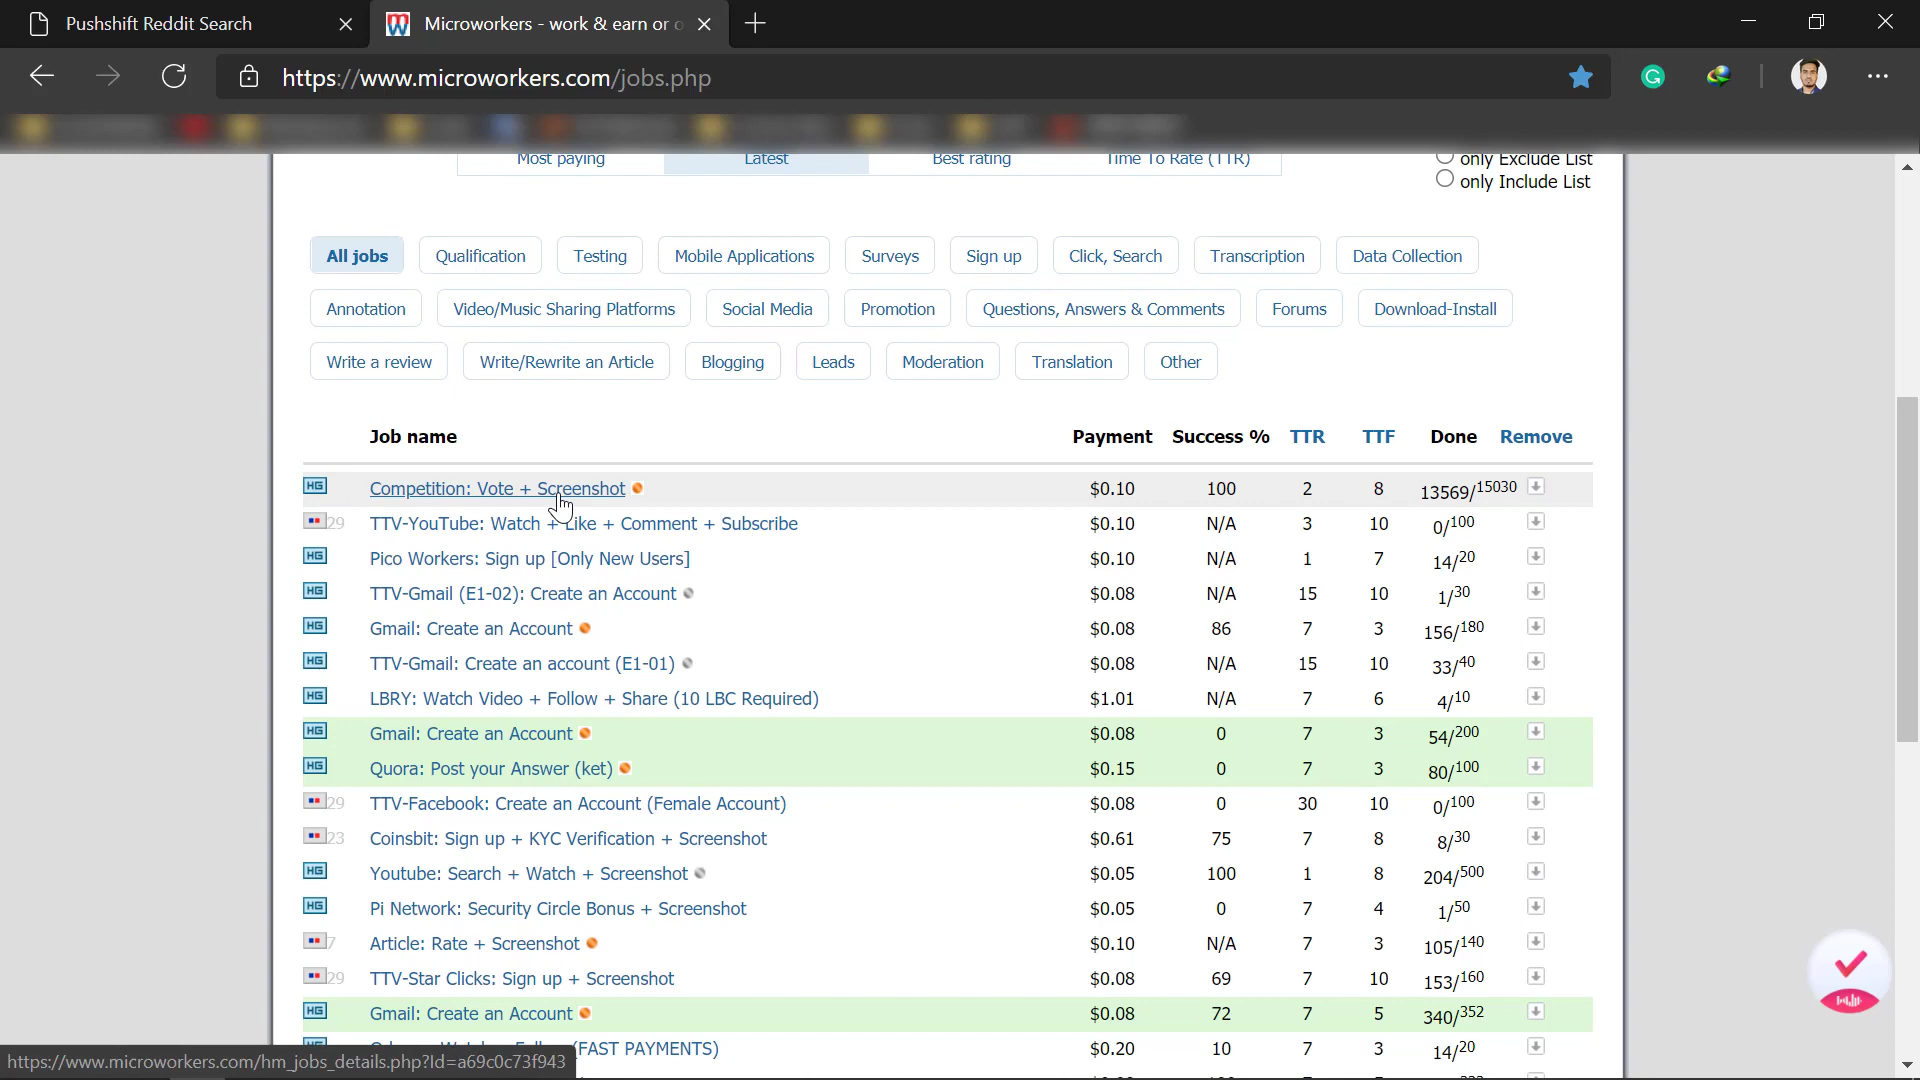 Pushshift Reddit Search
Microworkers - work & earn or o
https://www.microworkers.com/jobs.php
Most paying Latest Best rating Time To Rate (TTR) only Exclude List
only Include List
All jobs Qualification Testing Mobile Applications Surveys Sign up Click, Search Transcription Data Collection
Annotation Video/Music Sharing Platforms Social Media Promotion Questions, Answers & Comments Forums Download-Install
Write a review Write/Rewrite an Article Blogging Leads Moderation Translation Other
Job name Payment Success % TTR TTF Done Remove
HG Competition: Vote + Screenshot $0.10 100 2 8 13569/15030
29 TTV-YouTube: Watch + Like + Comment + Subscribe $0.10 N/A 3 10 0/100
HG Pico Workers: Sign up [Only New Users] $0.10 N/A 1 7 14/20
HG TTV-Gmail (E1-02): Create an Account $0.08 N/A 15 10 1/30
HG Gmail: Create an Account $0.08 86 7 3 156/180
HG TTV-Gmail: Create an account (E1-01) $0.08 N/A 15 10 33/40
HG LBRY: Watch Video + Follow + Share (10 LBC Required) $1.01 N/A 7 6 4/10
HG Gmail: Create an Account $0.08 0 7 3 54/200
HG Quora: Post your Answer (ket) $0.15 0 7 3 80/100
29 TTV-Facebook: Create an Account (Female Account) $0.08 0 30 10 0/100
23 Coinsbit: Sign up + KYC Verification + Screenshot $0.61 75 7 8 8/30
HG Youtube: Search + Watch + Screenshot $0.05 100 1 8 204/500
HG Pi Network: Security Circle Bonus + Screenshot $0.05 0 7 4 1/50
7 Article: Rate + Screenshot $0.10 N/A 7 3 105/140
29 TTV-Star Clicks: Sign up + Screenshot $0.08 69 7 10 153/160
HG Gmail: Create an Account $0.08 72 7 5 340/352
(FAST PAYMENTS) $0.20 10 7 3 14/20
https://www.microworkers.com/hm_jobs_details.php?Id=a69c0c73f943